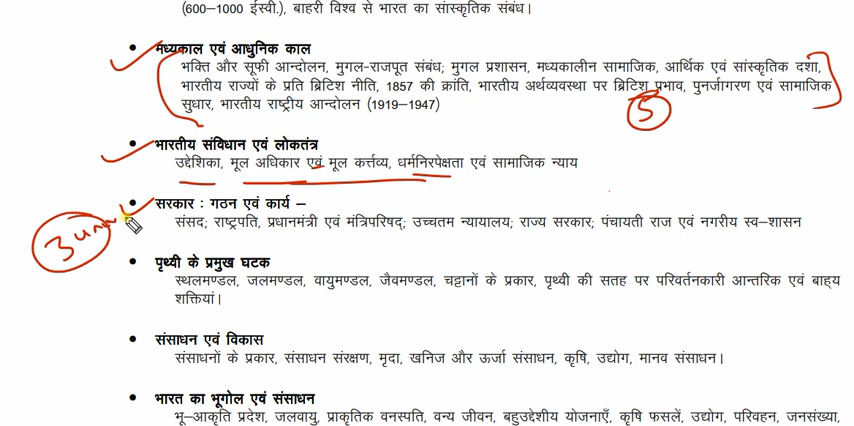 (600–1000 ईस्वी.), बाहरी विश्व से भारत का सांस्कृतिक संबंध।
• मध्यकाल एवं आधुनिक काल
भक्ति और सूफी आन्दोलन, मुगल–राजपूत संबंध; मुगल प्रशासन, मध्यकालीन सामाजिक, आर्थिक एवं सांस्कृतिक दशा,
भारतीय राज्यों के प्रति ब्रिटिश नीति, 1857 की क्रांति, भारतीय अर्थव्यवस्था पर ब्रिटिश प्रभाव, पुनर्जागरण एवं सामाजिक
सुधार, भारतीय राष्ट्रीय आन्दोलन (1919–1947)
5
• भारतीय संविधान एवं लोकतंत्र
उद्देशिका, मूल अधिकार एवं मूल कर्त्तव्य, धर्मनिरपेक्षता एवं सामाजिक न्याय
• सरकार : गठन एवं कार्य –
संसद; राष्ट्रपति, प्रधानमंत्री एवं मंत्रिपरिषद्; उच्चतम न्यायालय; राज्य सरकार; पंचायती राज एवं नगरीय स्व–शासन
3
• पृथ्वी के प्रमुख घटक
स्थलमण्डल, जलमण्डल, वायुमण्डल, जैवमण्डल, चट्टानों के प्रकार, पृथ्वी की सतह पर परिवर्तनकारी आन्तरिक एवं बाह्य
शक्तियां।
• संसाधन एवं विकास
संसाधनों के प्रकार, संसाधन संरक्षण, मृदा, खनिज और ऊर्जा संसाधन, कृषि, उद्योग, मानव संसाधन।
• भारत का भूगोल एवं संसाधन
भू–आकृति प्रदेश, जलवायु, प्राकृतिक वनस्पति, वन्य जीवन, बहुउद्देशीय योजनाएँ, कृषि फसलें, उद्योग, परिवहन, जनसंख्या,